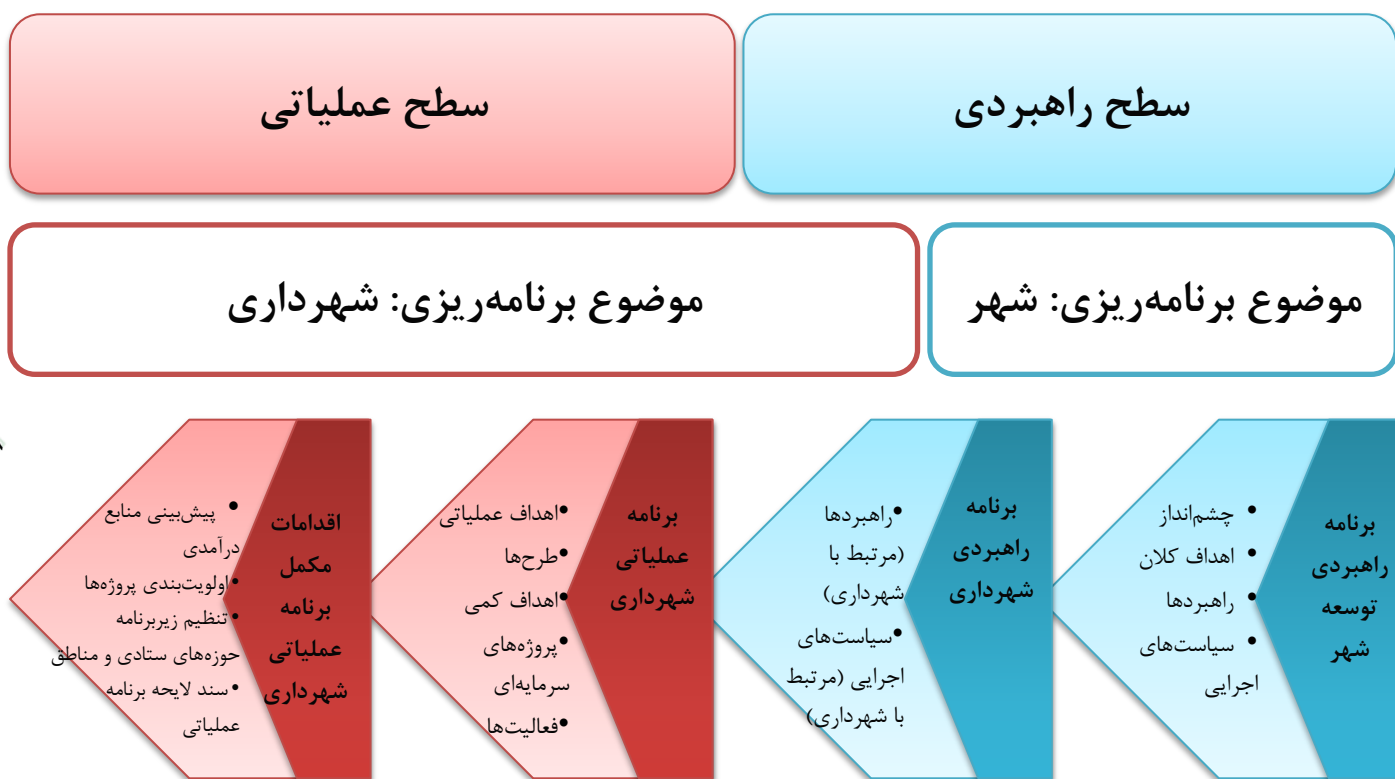 سطح راهبردی
سطح عملیاتی
موضوع برنامه‌ریزی: شهر
موضوع برنامه‌ریزی: شهرداری
برنامه
راهبردی
توسعه
شهر
• چشم‌انداز
• اهداف کلان
• راهبردها
• سیاست‌های
اجرایی
برنامه
راهبردی
شهرداری
•راهبردها
(مرتبط با
شهرداری)
•سیاست‌های
اجرایی (مرتبط
با شهرداری)
برنامه
عملیاتی
شهرداری
•اهداف عملیاتی
•طرح‌ها
•اهداف کمی
•پروژه‌های
سرمایه‌ای
•فعالیت‌ها
اقدامات
مکمل
برنامه
عملیاتی
شهرداری
• پیش‌بینی منابع
درآمدی
•اولویت‌بندی پروژه‌ها
•تنظیم زیربرنامه
حوزه‌های ستادی و مناطق
•سند لایحه برنامه
عملیاتی